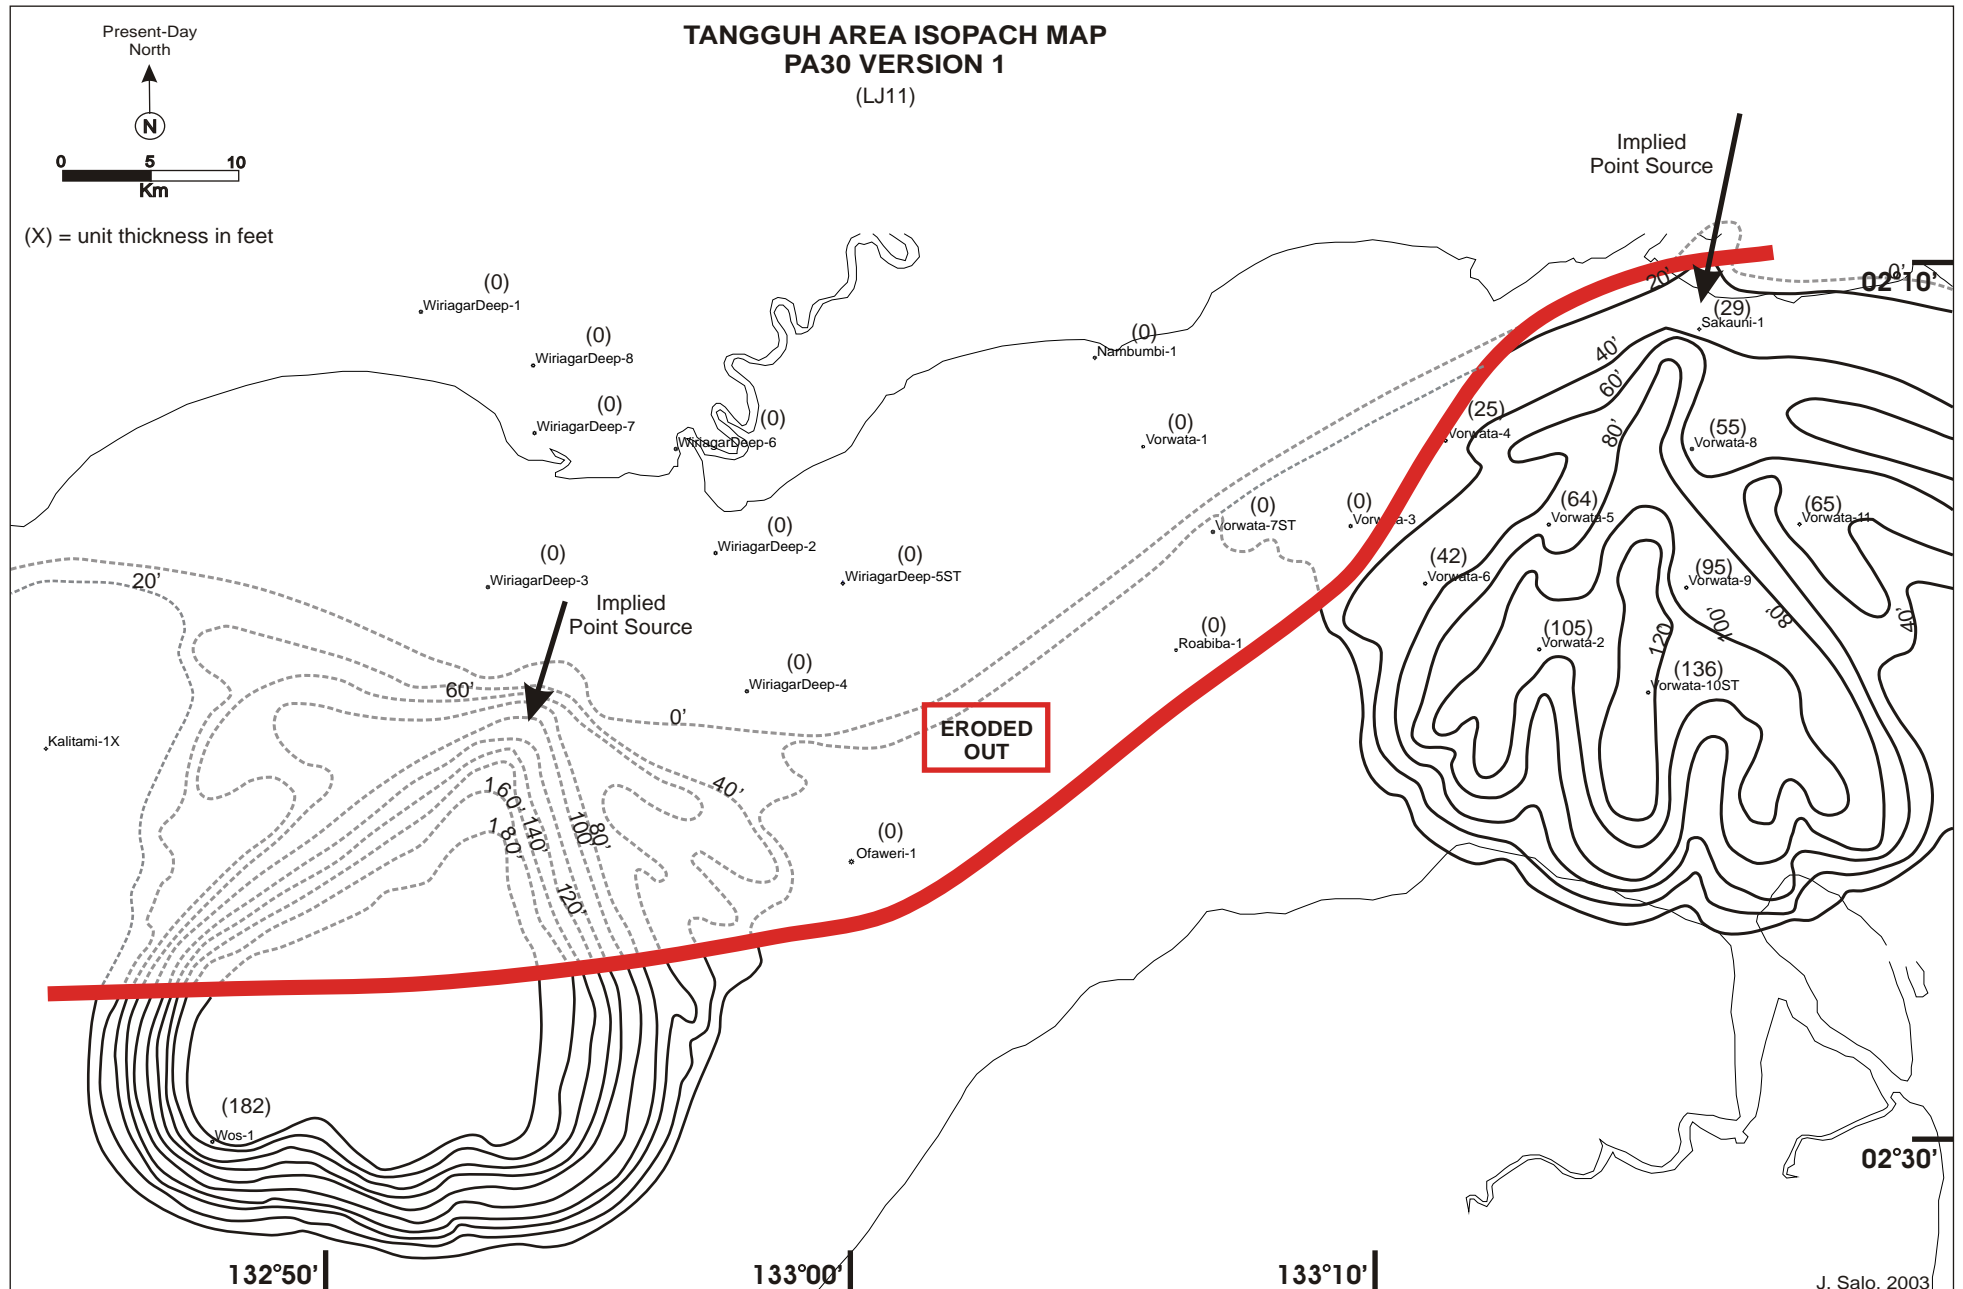 Present-Day
North
N
0 5 10
Km
(X) = unit thickness in feet
TANGGUH AREA ISOPACH MAP
PA30 VERSION 1
(LJ11)
Implied
Point Source
02°10'
0'
20'
(29)
Sakauni-1
(0)
WiriagarDeep-1
(0)
WiriagarDeep-8
(0)
Nambumbi-1
40'
60'
80'
(0)
WiriagarDeep-7
(0)
WiriagarDeep-6
(0)
Vorwata-1
(25)
Vorwata-4
(55)
Vorwata-8
(0)
WiriagarDeep-2
(0)
Vorwata-7ST
(0)
Vorwata-3
(64)
Vorwata-5
(65)
Vorwata-11
20'
(0)
WiriagarDeep-3
(0)
WiriagarDeep-5ST
(42)
Vorwata-6
(95)
Vorwata-9
Implied
Point Source
(0)
Roabiba-1
(105)
Vorwata-2
120
100'
80'
40'
60'
(0)
WiriagarDeep-4
(136)
Vorwata-10ST
0'
Kalitami-1X
ERODED
OUT
40'
160'
180'
140'
100'
80'
120'
(0)
Ofaweri-1
(182)
Wos-1
02°30'
132°50'
133°00'
133°10'
J. Salo, 2003